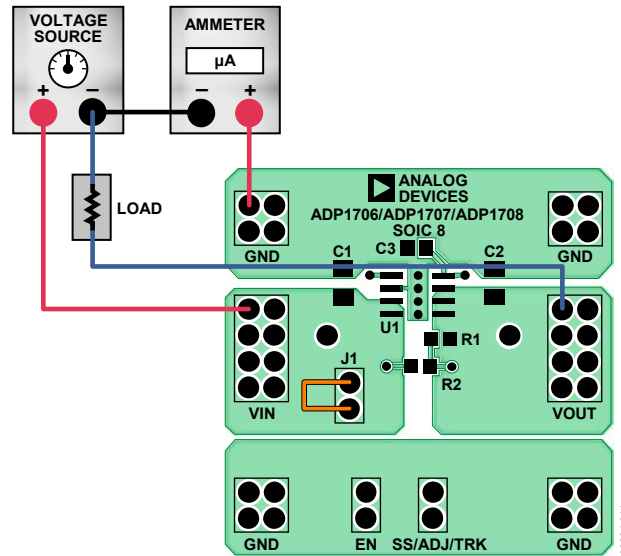 VOLTAGE
SOURCE
AMMETER
µA
+
−
−
+
LOAD
ANALOG
DEVICES
ADP1706/ADP1707/ADP1708
SOIC 8
GND
GND
C1
C3
C2
U1
R1
J1
R2
VIN
VOUT
GND
EN
SS/ADJ/TRK
GND